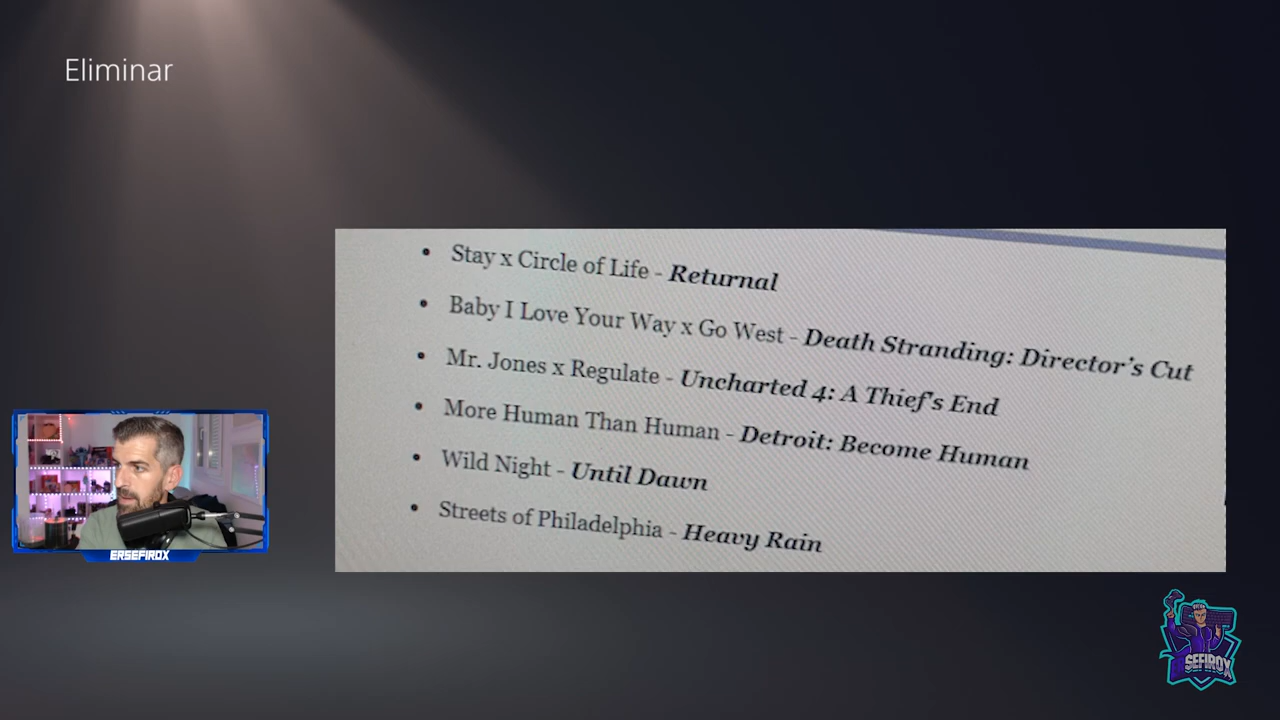 Eliminar
• Stay x Circle of Life - Returnal
• Baby I Love Your Way x Go West - Death Stranding: Director's Cut
• Mr. Jones x Regulate - Uncharted 4: A Thief's End
• More Human Than Human - Detroit: Become Human
• Wild Night - Until Dawn
• Streets of Philadelphia - Heavy Rain
ERSEFIROX
SEFIROX